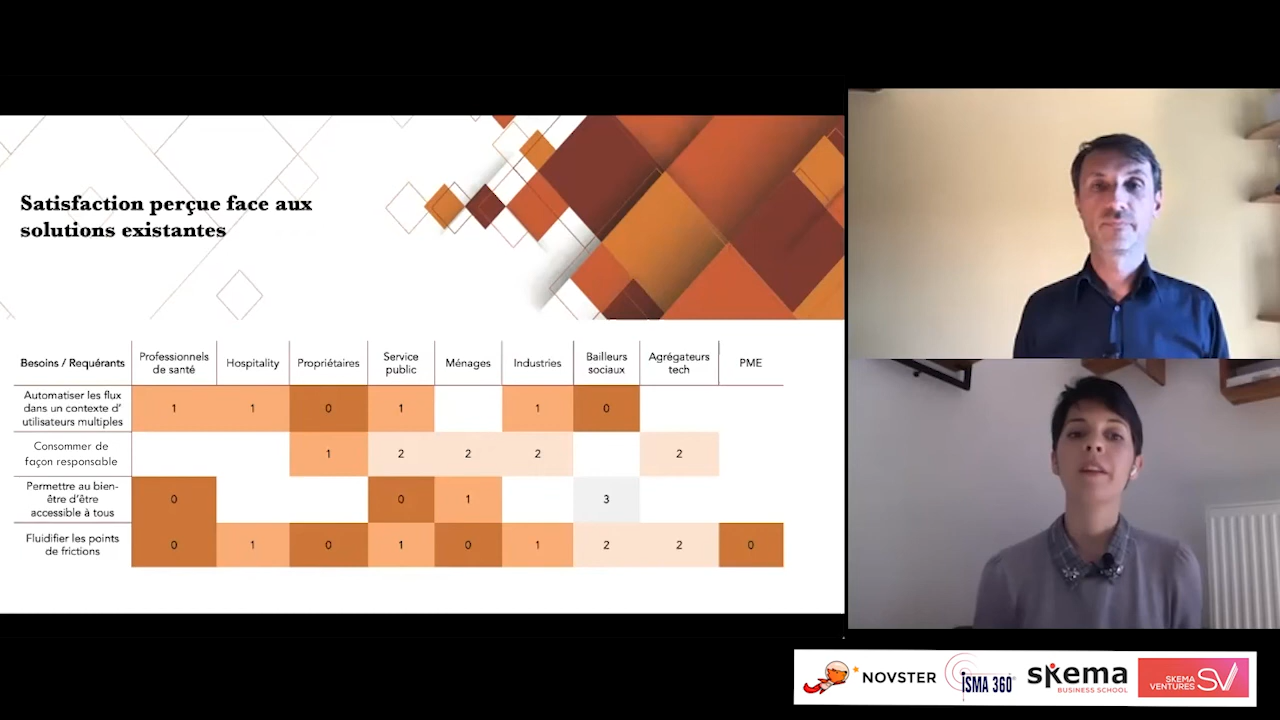 Satisfaction perçue face aux
solutions existantes
Besoins / Requérants
Professionnels
de santé
Hospitality
Propriétaires
Service
public
Ménages
Industries
Bailleurs
sociaux
Agrégateurs
tech
PME
Automatiser les flux
dans un contexte d'
utilisateurs multiples
1 1 0 1 1 0
Consommer de
façon responsable
1 2 2 2 2
Permettre au bien-
être d'être
accessible à tous
0 0 1 3
Fluidifier les points
de frictions
0 1 0 1 0 1 2 2 0
NOVSTER
iSMA 360°
skema
BUSINESS SCHOOL
SKEMA
VENTURES
SV